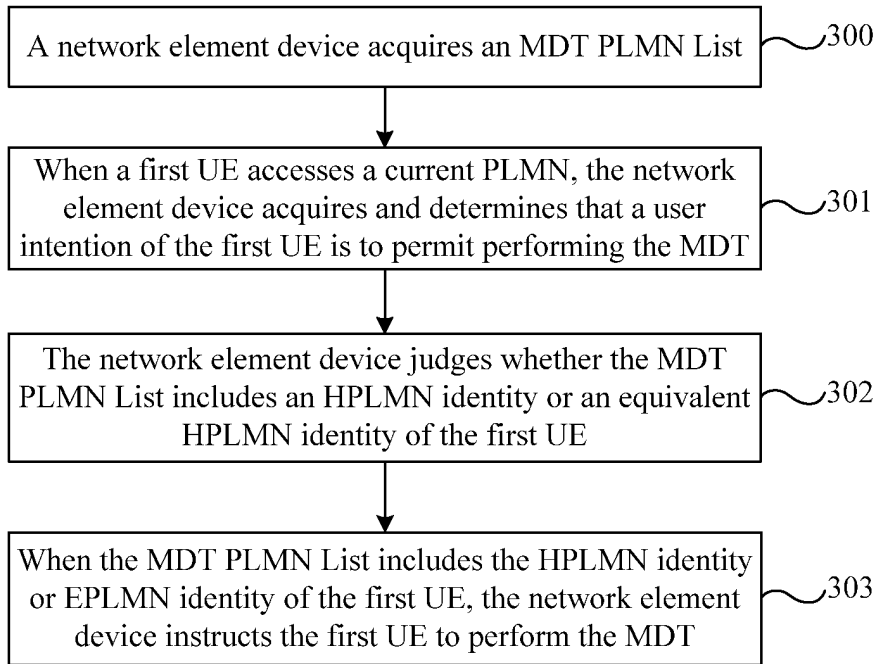 A network element device acquires an MDT PLMN List
300
When a first UE accesses a current PLMN, the network
element device acquires and determines that a user
intention of the first UE is to permit performing the MDT
301
The network element device judges whether the MDT
PLMN List includes an HPLMN identity or an equivalent
HPLMN identity of the first UE
302
When the MDT PLMN List includes the HPLMN identity
or EPLMN identity of the first UE, the network element
device instructs the first UE to perform the MDT
303